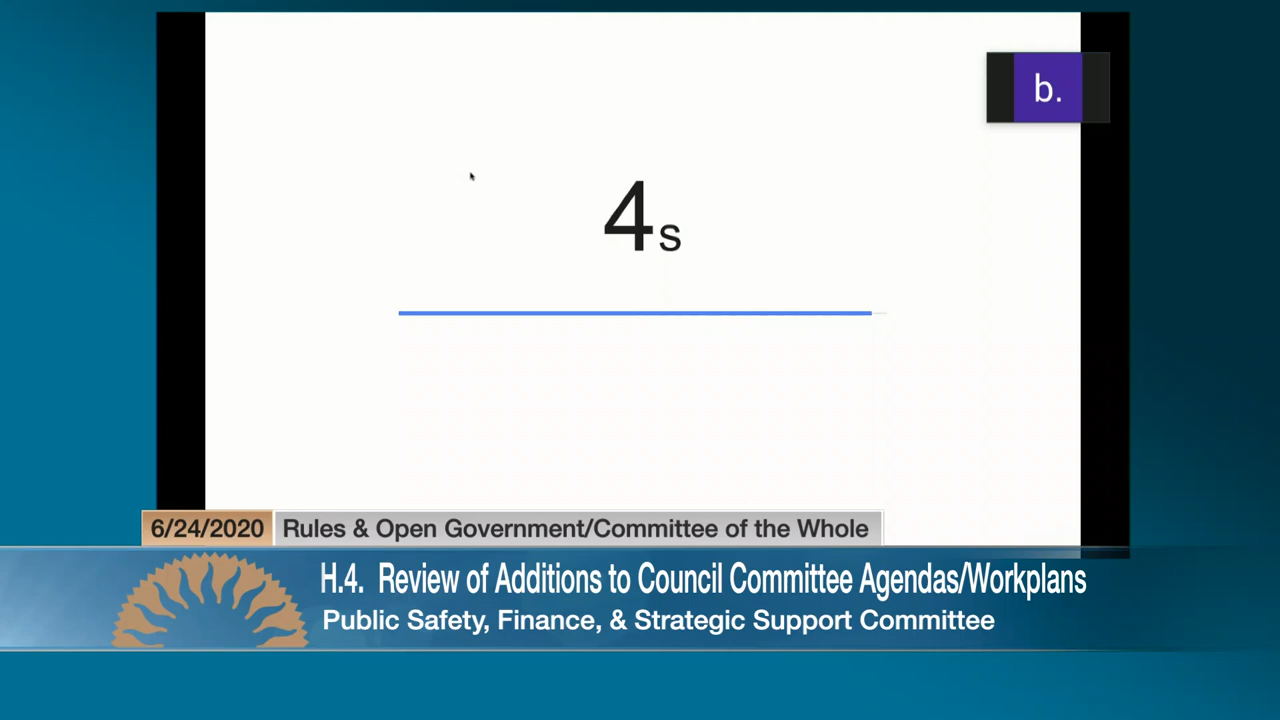 b.
4s
6/24/2020 Rules & Open Government/Committee of the Whole
H.4. Review of Additions to Council Committee Agendas/Workplans
Public Safety, Finance, & Strategic Support Committee